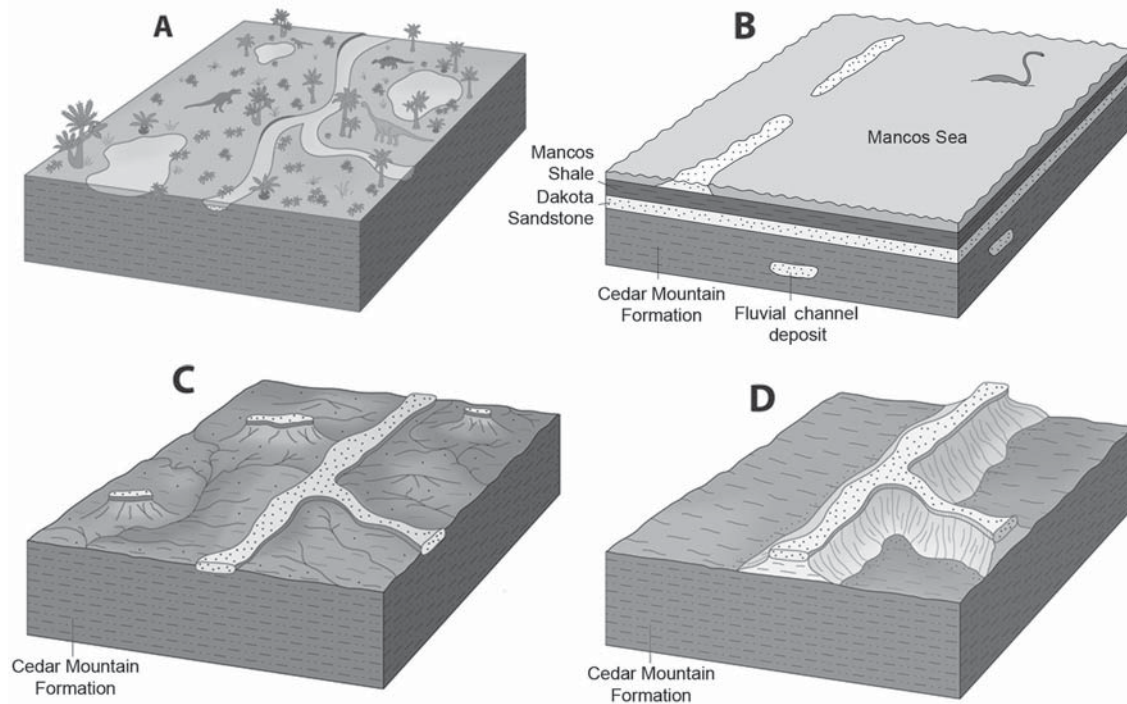 A
B
Mancos Sea
Mancos
Shale
Dakota
Sandstone
Cedar Mountain
Formation
Fluvial channel
deposit
C
D
Cedar Mountain
Formation
Cedar Mountain
Formation